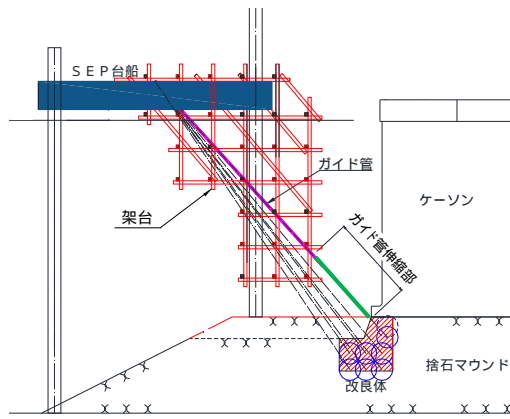 ＳＥＰ台船
ガイド管
ケーソン
架台
ガイド管伸縮部
捨石マウンド
改良体